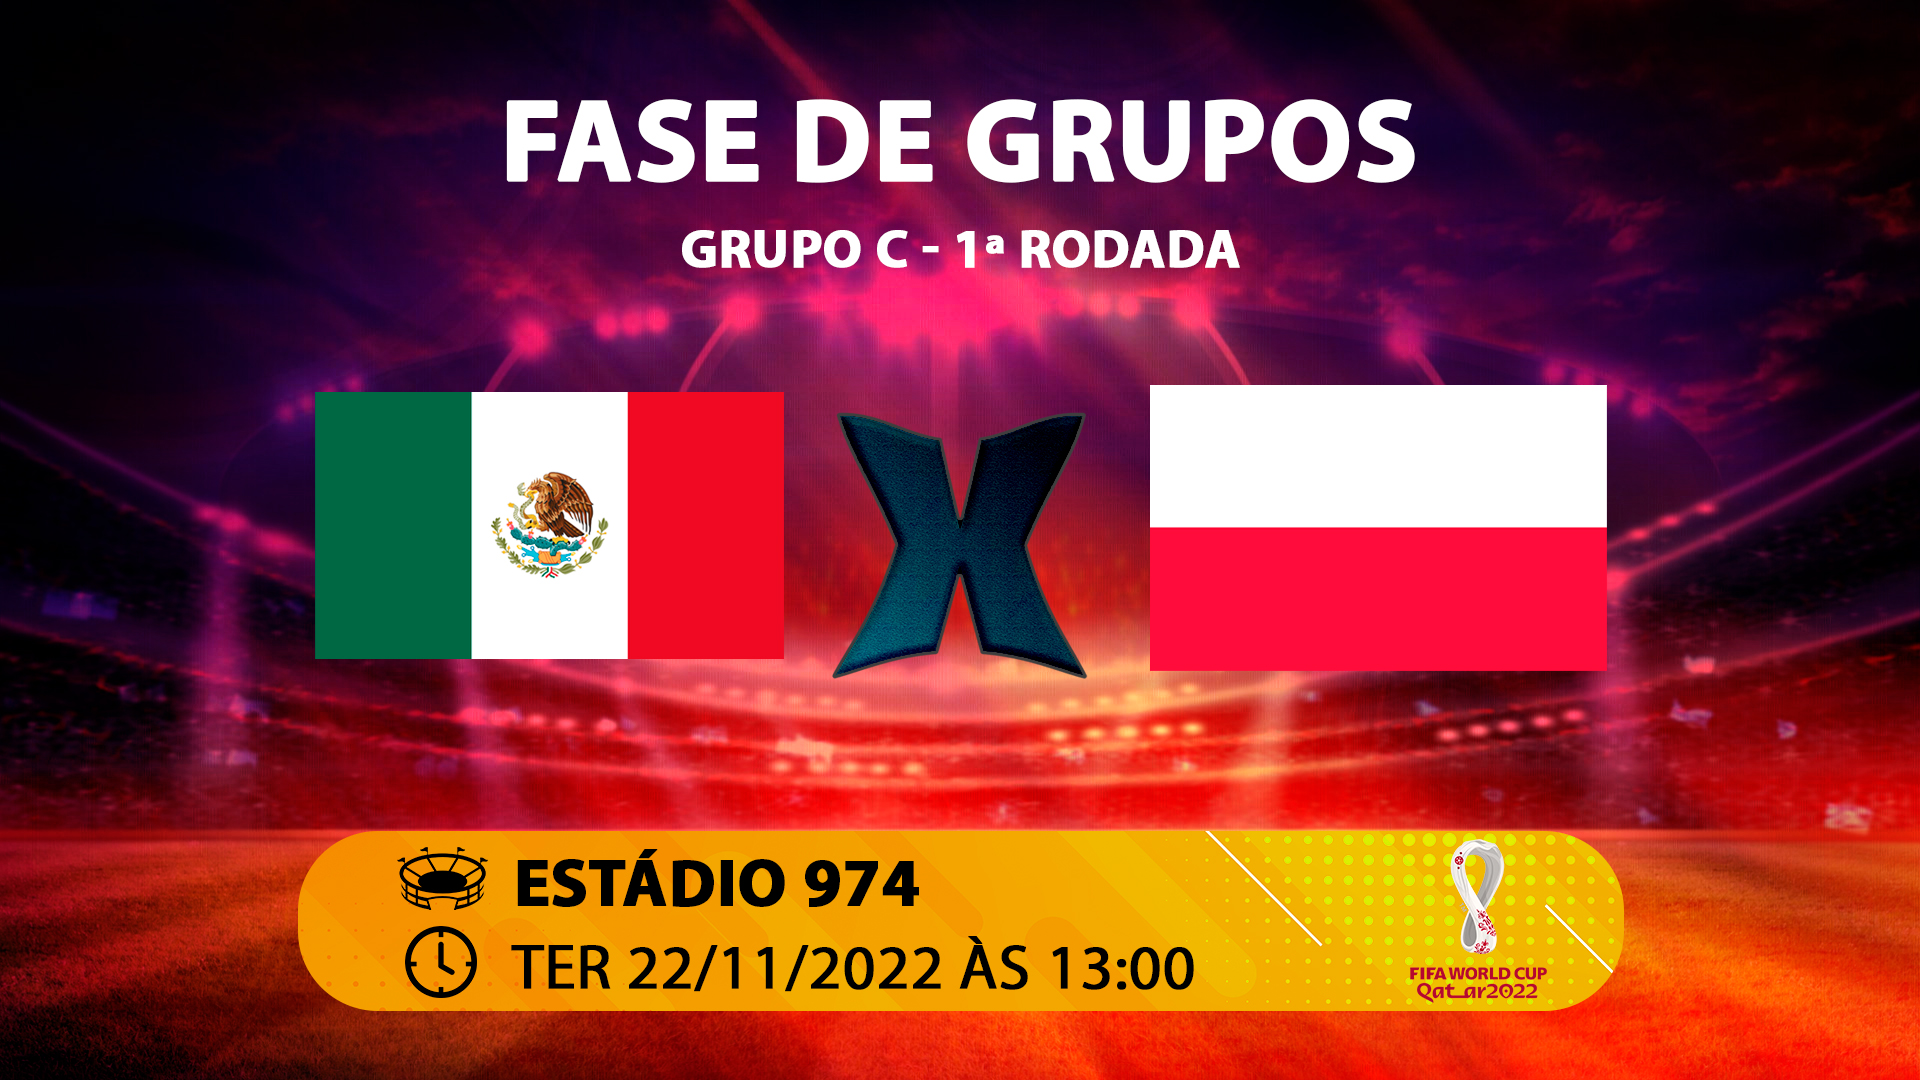 FASE DE GRUPOS
GRUPO C - 1ª RODADA
X
ESTÁDIO 974
TER 22/11/2022 ÀS 13:00
FIFA WORLD CUP
Qatar2022